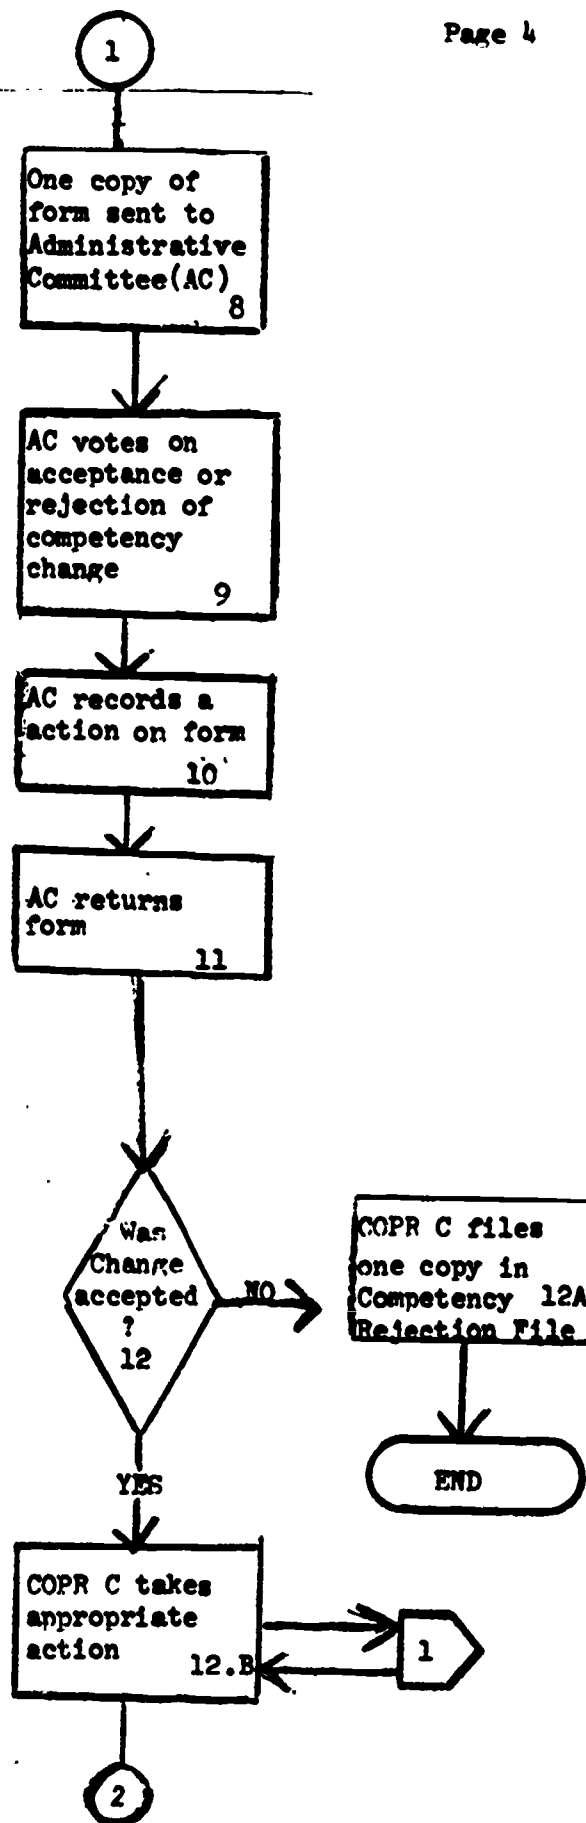 Page 4
1
One copy of
form sent to
Administrative
Committee(AC)
8
AC votes on
acceptance or
rejection of
competency
change
9
AC records a
action on form
10
AC returns
form
11
Was
Change
accepted
?
12
NO
COPR C files
one copy in
Competency 12A
Rejection File
END
YES
COPR C takes
appropriate
action
12.B
1
2